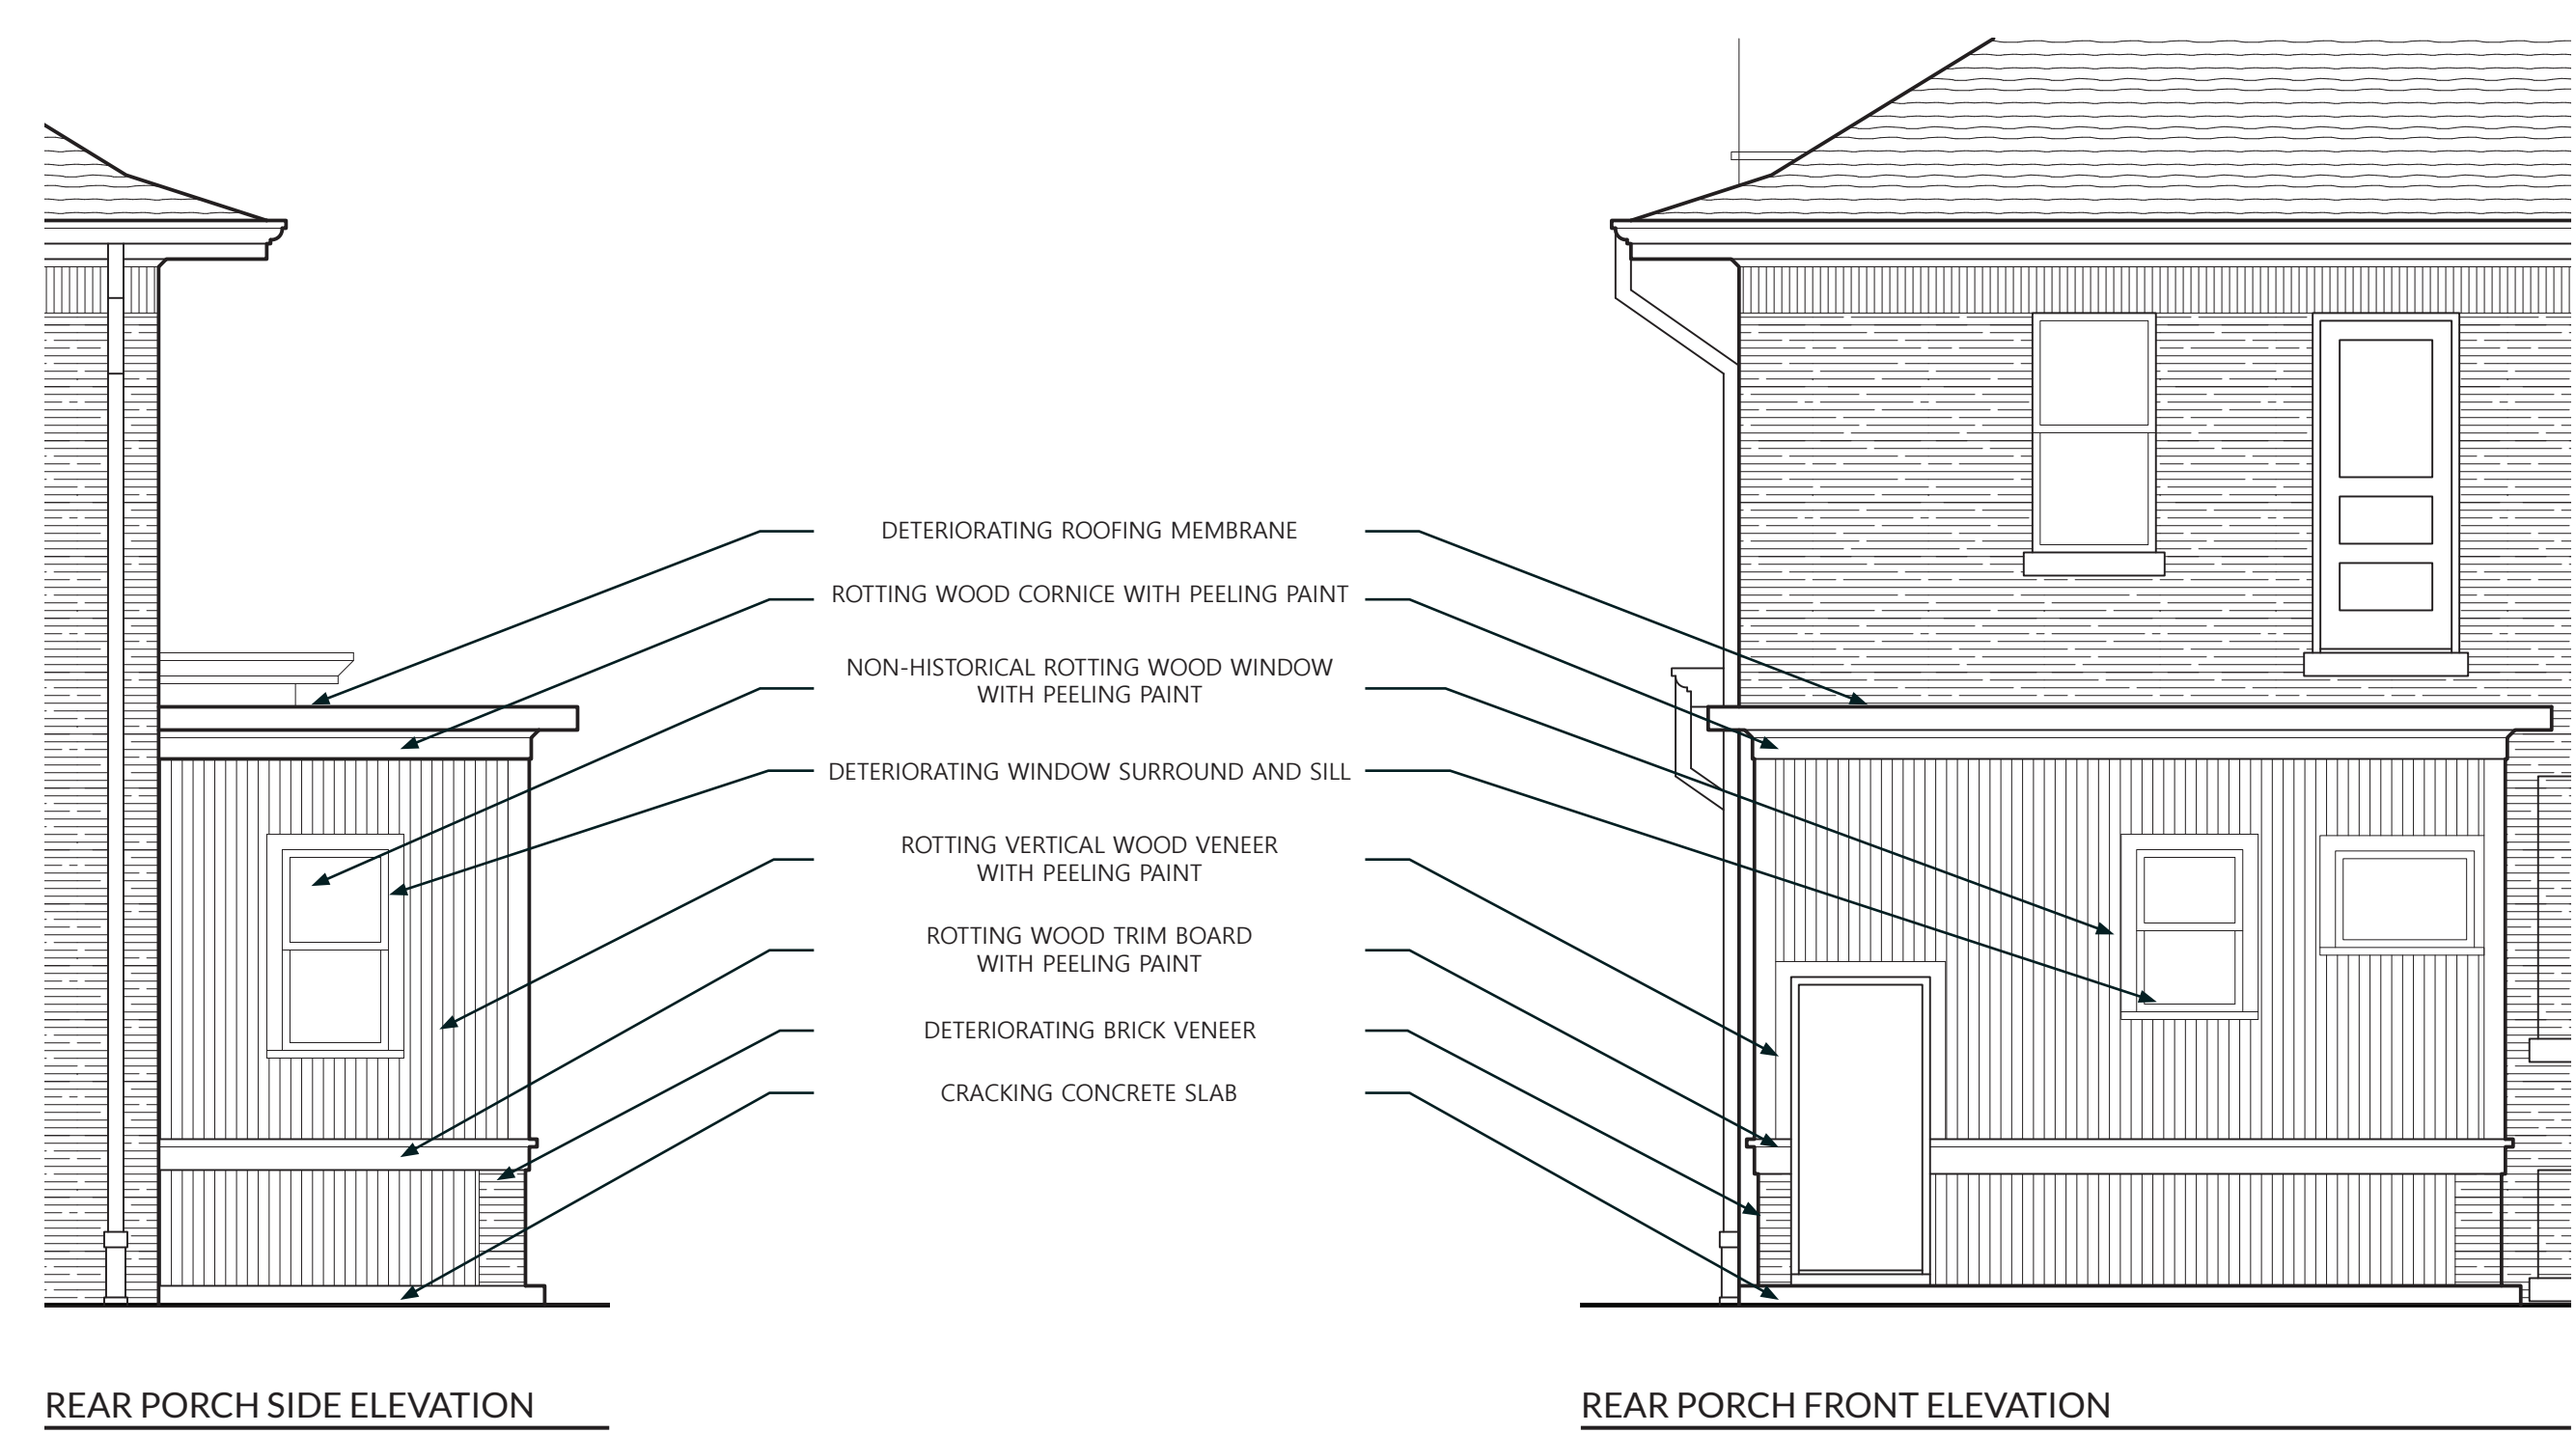 DETERIORATING ROOFING MEMBRANE
ROTTING WOOD CORNICE WITH PEELING PAINT
NON-HISTORICAL ROTTING WOOD WINDOW
WITH PEELING PAINT
DETERIORATING WINDOW SURROUND AND SILL
ROTTING VERTICAL WOOD VENEER
WITH PEELING PAINT
ROTTING WOOD TRIM BOARD
WITH PEELING PAINT
DETERIORATING BRICK VENEER
CRACKING CONCRETE SLAB
REAR PORCH SIDE ELEVATION
REAR PORCH FRONT ELEVATION